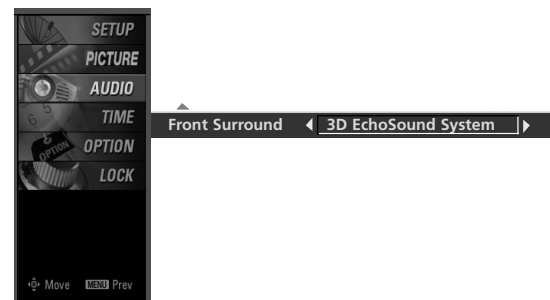 SETUP
PICTURE
AUDIO
TIME
OPTION
LOCK
Front Surround 3D EchoSound System
Move MENU Prev